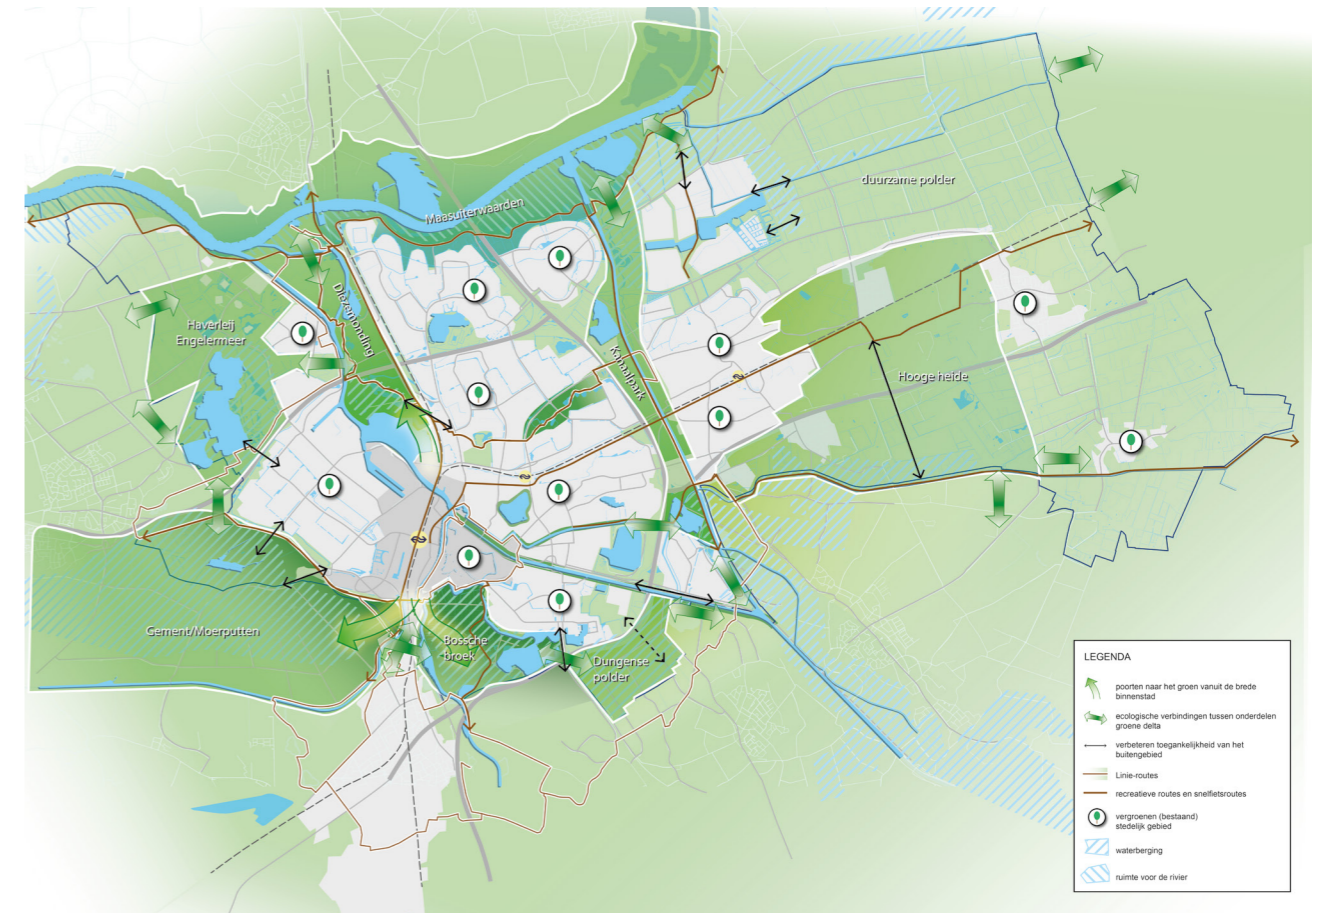 duurzame polder
Maasuiterwaarden
Diezemonding
Haverleij
Engelermeer
Kanaalpark
Hooge heide
Gement/Moerputten
Bossche
broek
Dungense
polder
LEGENDA
poorten naar het groen vanuit de brede
binnenstad
ecologische verbindingen tussen onderdelen
groene delta
verbeteren toegankelijkheid van het
buitengebied
Linie-routes
recreatieve routes en snelfietsroutes
vergroenen (bestaand)
stedelijk gebied
waterberging
ruimte voor de rivier